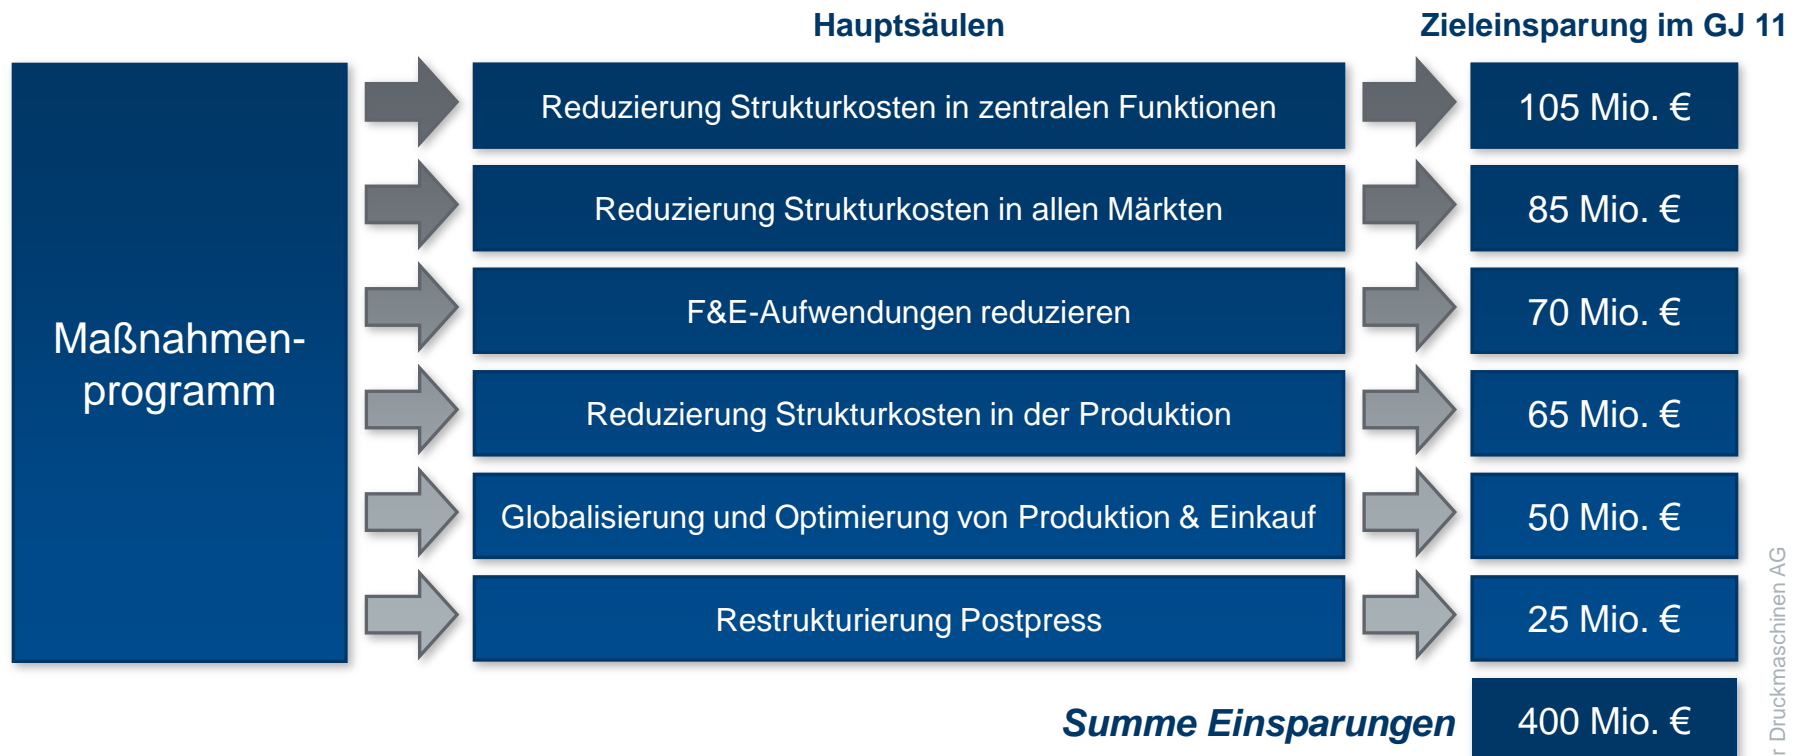 Hauptsäulen
Zieleinsparung im GJ 11
Maßnahmen-
programm
Reduzierung Strukturkosten in zentralen Funktionen
105 Mio. €
Reduzierung Strukturkosten in allen Märkten
85 Mio. €
F&E-Aufwendungen reduzieren
70 Mio. €
Reduzierung Strukturkosten in der Produktion
65 Mio. €
Globalisierung und Optimierung von Produktion & Einkauf
50 Mio. €
Restrukturierung Postpress
25 Mio. €
Summe Einsparungen
400 Mio. €
Druckmaschinen AG